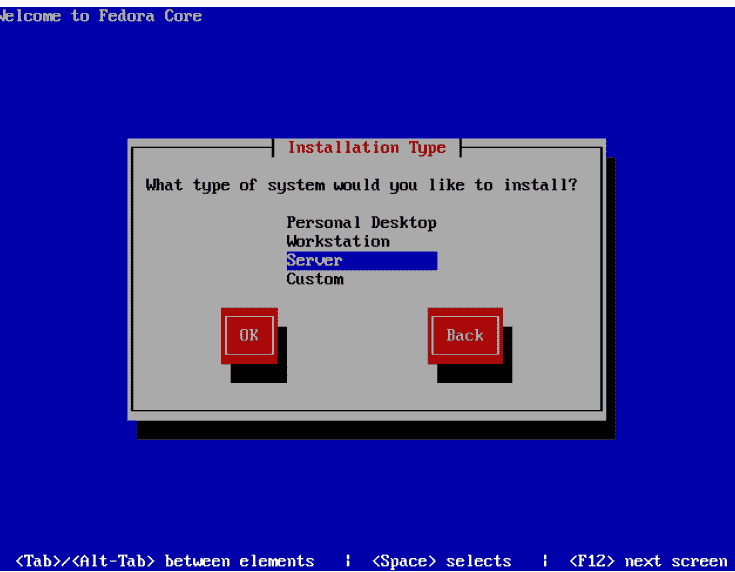 Welcome to Fedora Core
Installation Type
What type of system would you like to install?
Personal Desktop
Workstation
Server
Custom
OK Back
<Tab>/<Alt-Tab> between elements | <Space> selects | <F12> next screen